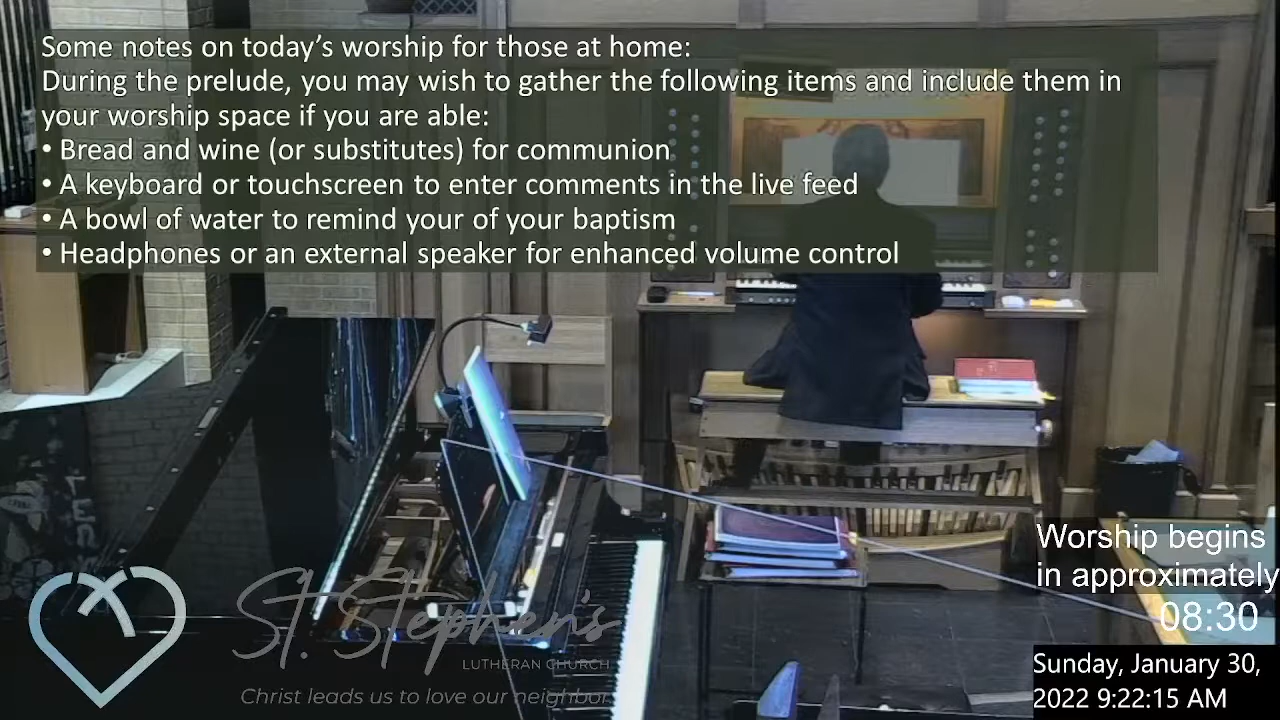 Some notes on today’s worship for those at home:
During the prelude, you may wish to gather the following items and include them in
your worship space if you are able:
• Bread and wine (or substitutes) for communion
• A keyboard or touchscreen to enter comments in the live feed
• A bowl of water to remind your of your baptism
• Headphones or an external speaker for enhanced volume control
Worship begins
in approximately
08:30
St. Stephen's
LUTHERAN CHURCH
Christ leads us to love our neighbor
Sunday, January 30,
2022 9:22:15 AM